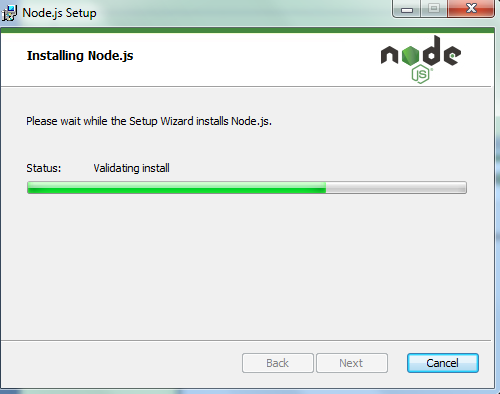 Node.js Setup
Installing Node.js
node
JS
Please wait while the Setup Wizard installs Node.js.
Status: Validating install
Back Next Cancel